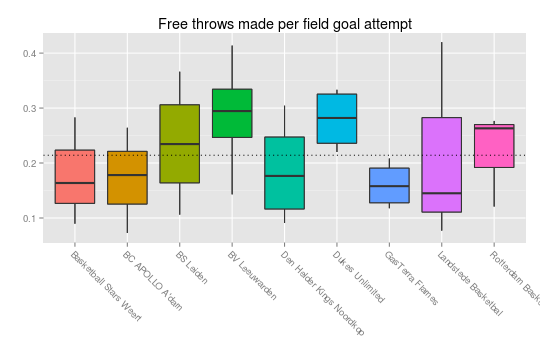 Free throws made per field goal attempt
0.4
0.3
0.2
0.1
Basketball Stars Weert
BC APOLLO A'dam
BS Leiden
BV Leeuwarden
Den Helder Kings Noordkop
Dukes Unlimited
GasTerra Flames
Landstede Basketbal
Rotterdam Bask